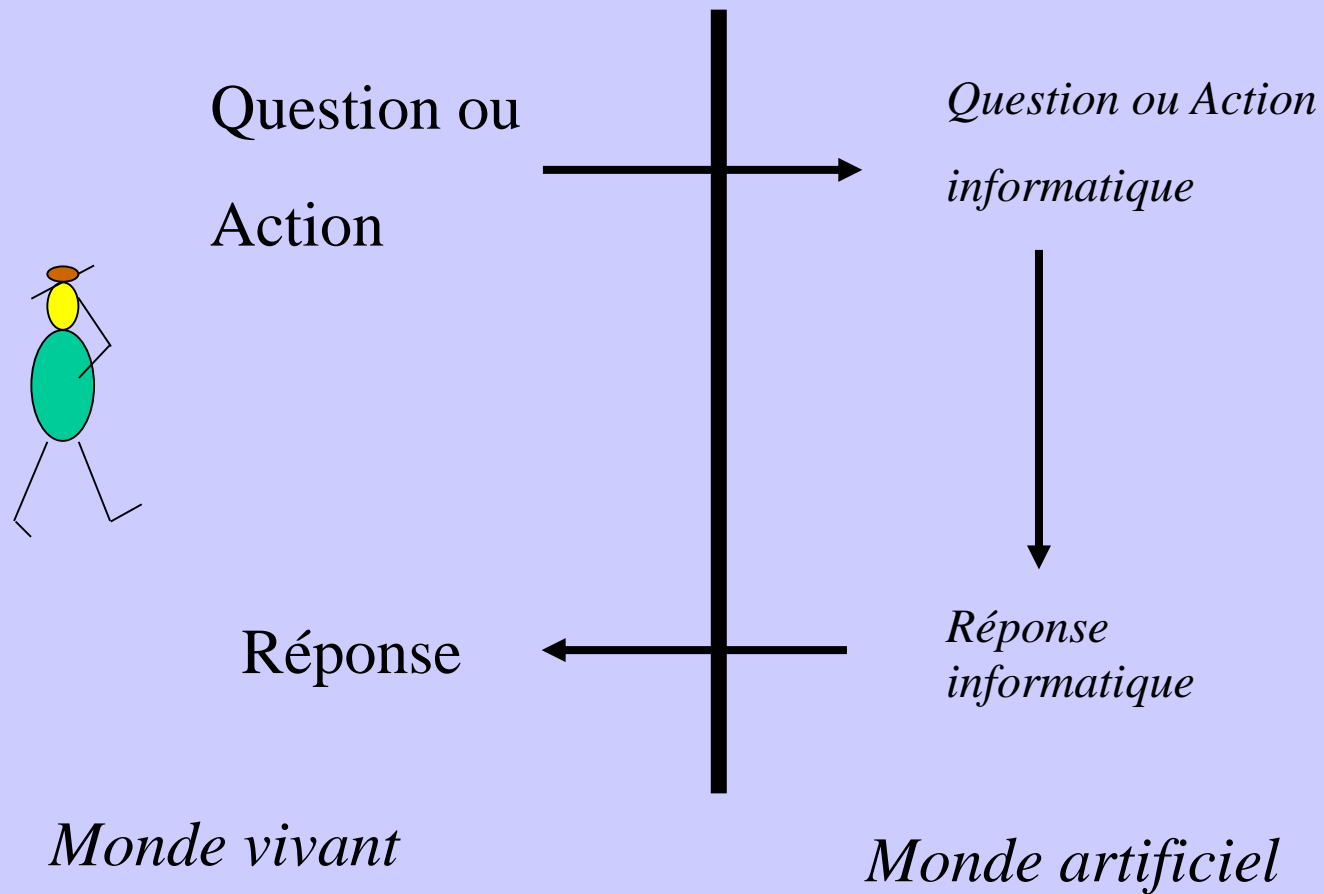 Question ou
Action
Question ou Action
informatique
Réponse
Réponse
informatique
Monde vivant
Monde artificiel